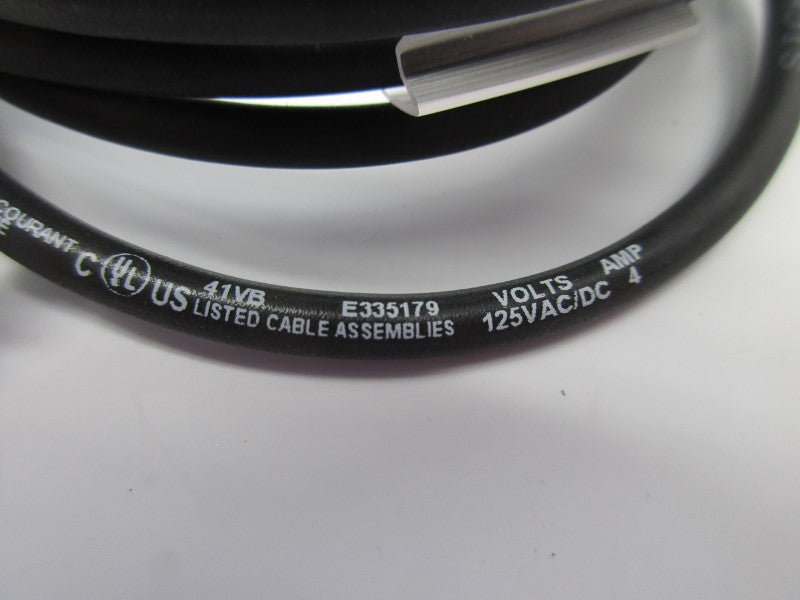 COURANT
C UL US 41VB E335179 VOLTS AMP
LISTED CABLE ASSEMBLIES 125VAC/DC 4